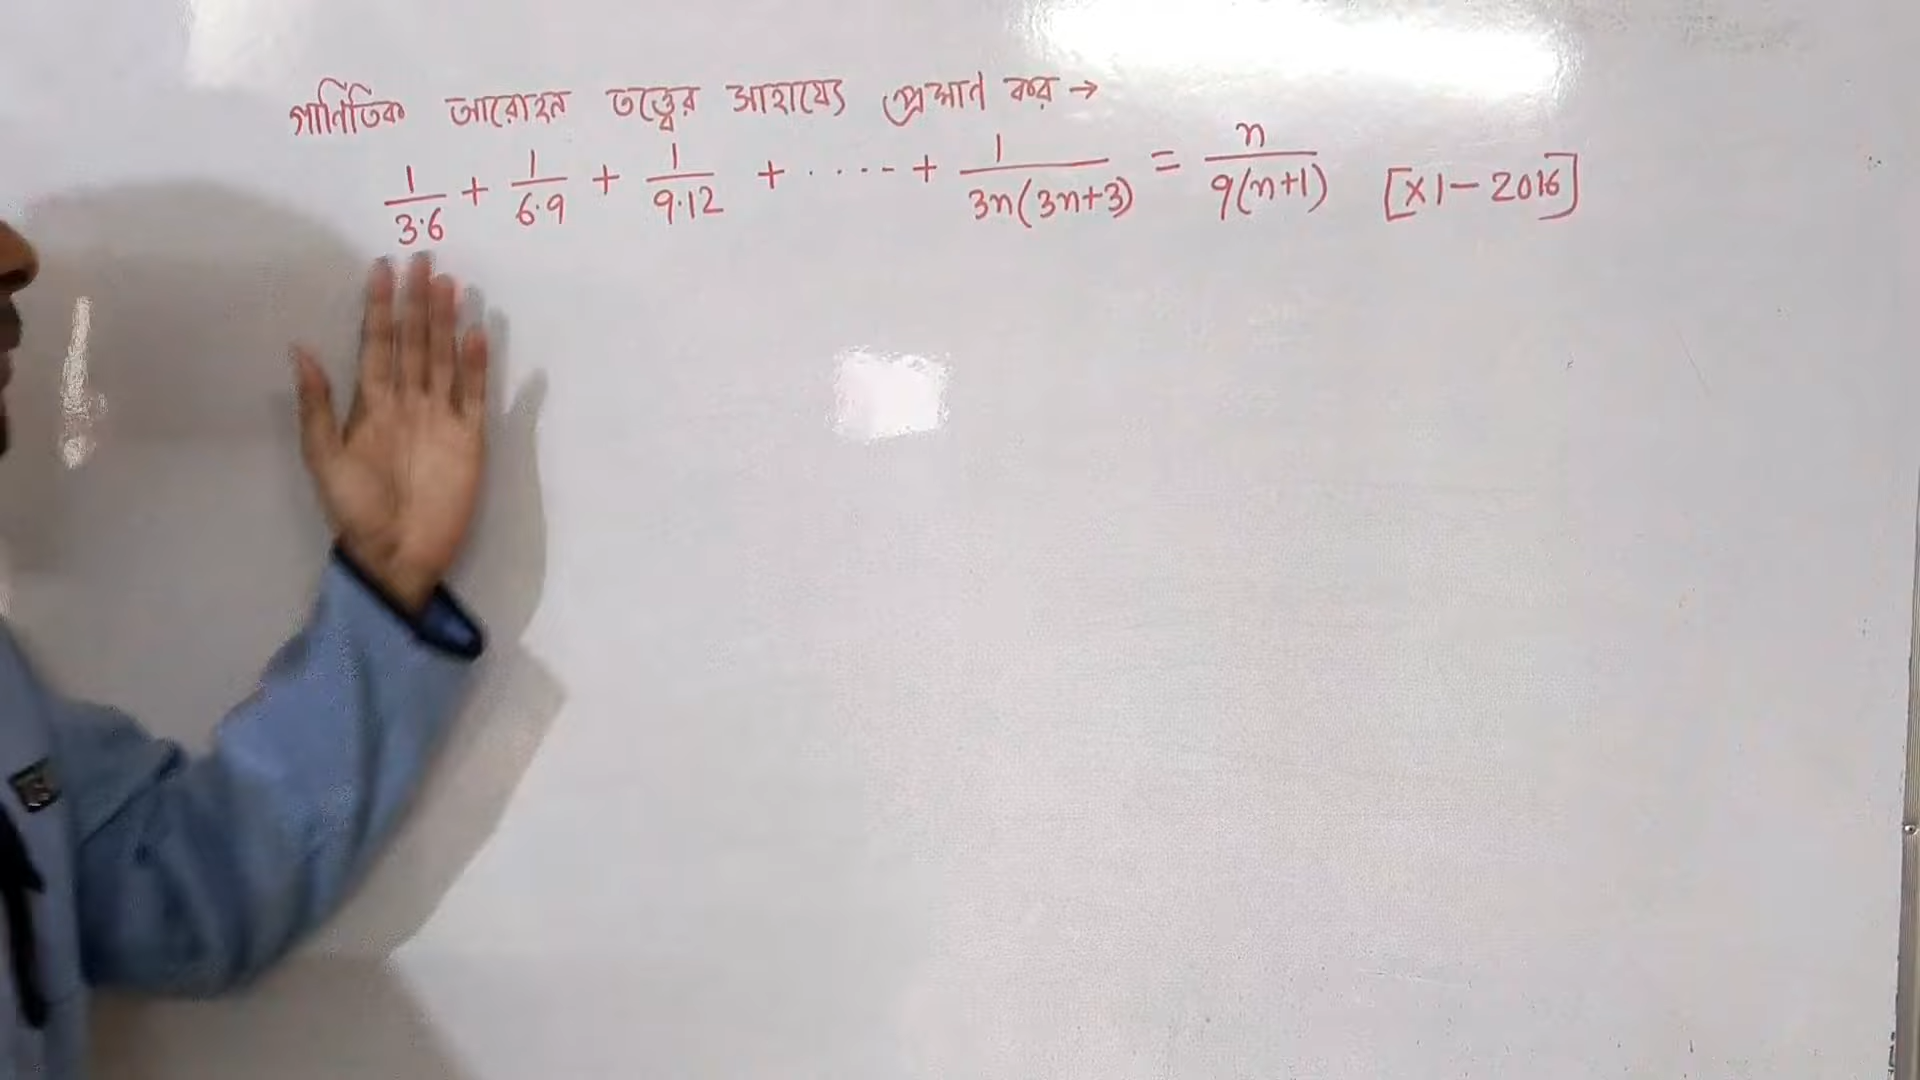 গানিতিক আরোহন তত্ত্বের সাহায্যে প্রমান কর →
1/3·6 + 1/6·9 + 1/9·12 + ····- + 1/3n(3n+3) = n/9(n+1) [XI - 2016]